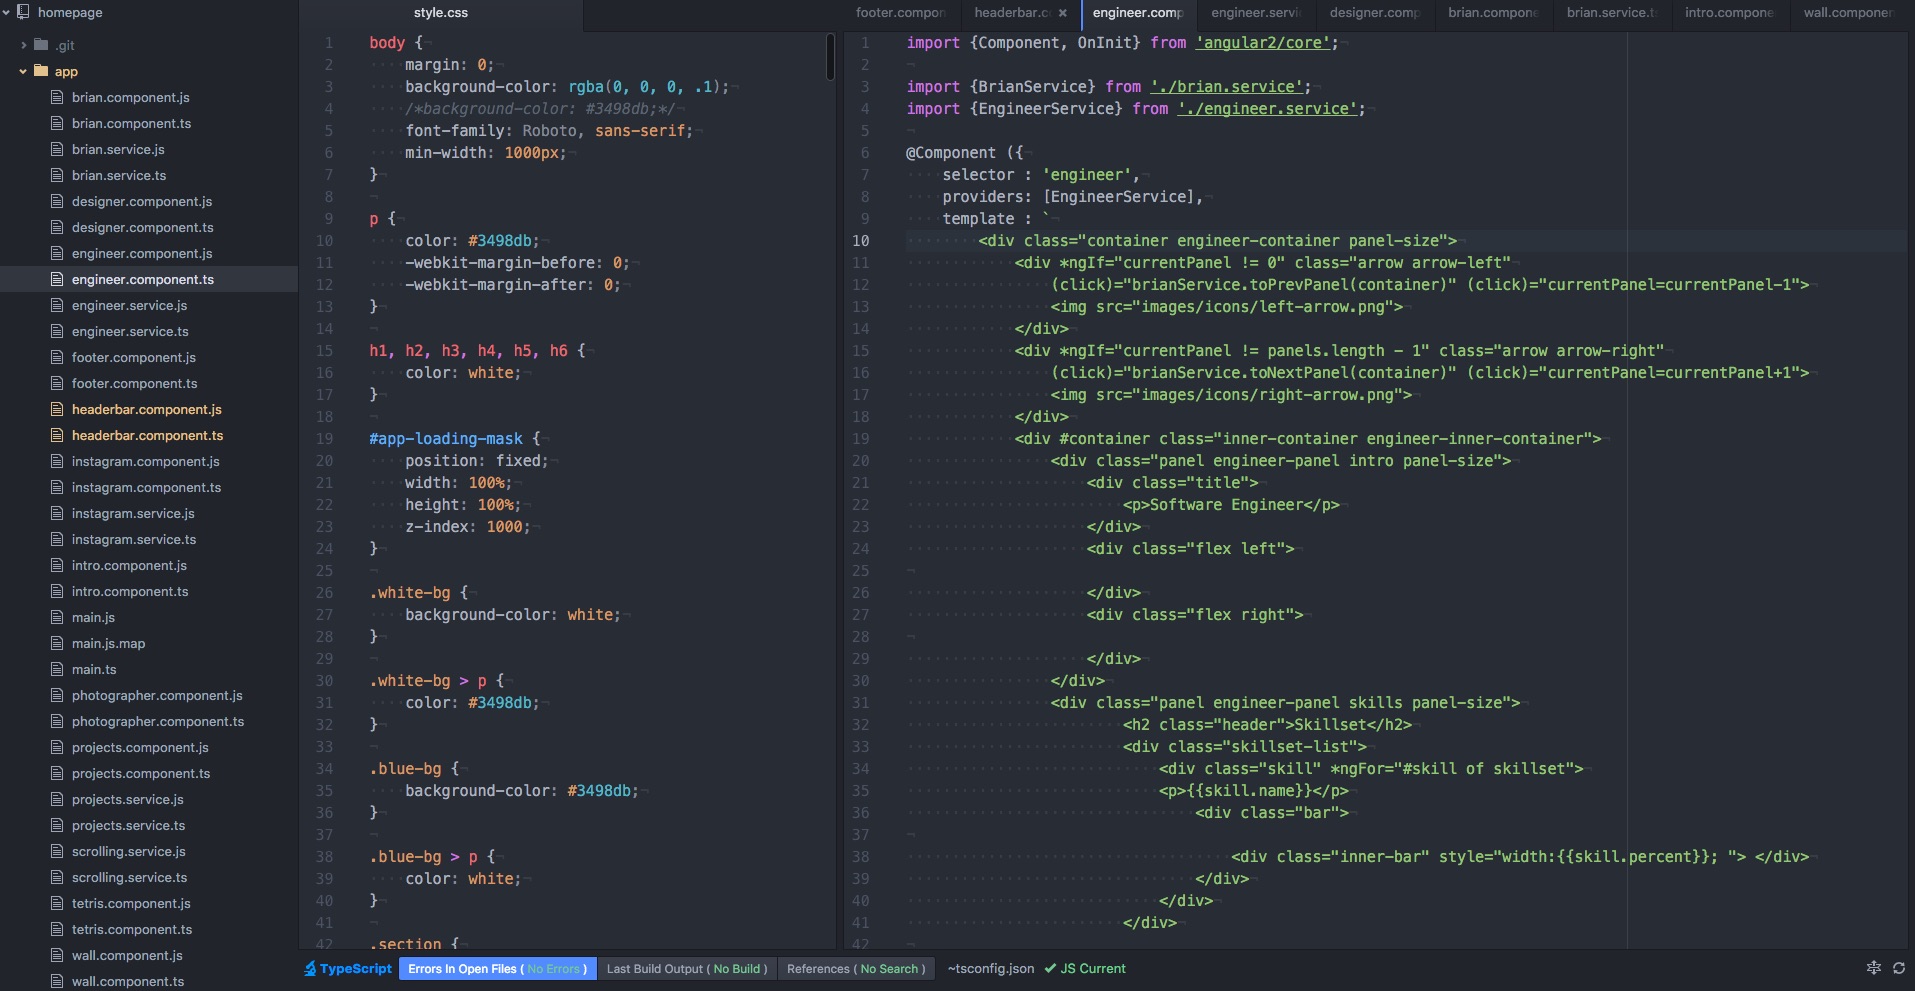 homepage
.git
app
brian.component.js
brian.component.ts
brian.service.js
brian.service.ts
designer.component.js
designer.component.ts
engineer.component.js
engineer.component.ts
engineer.service.js
engineer.service.ts
footer.component.js
footer.component.ts
headerbar.component.js
headerbar.component.ts
instagram.component.js
instagram.component.ts
instagram.service.js
instagram.service.ts
intro.component.js
intro.component.ts
main.js
main.js.map
main.ts
photographer.component.js
photographer.component.ts
projects.component.js
projects.component.ts
projects.service.js
projects.service.ts
scrolling.service.js
scrolling.service.ts
tetris.component.js
tetris.component.ts
wall.component.js
wall.component.ts
style.css
1 body {
2 margin: 0;
3 background-color: rgba(0, 0, 0, .1);
4 /*background-color: #3498db;*/
5 font-family: Roboto, sans-serif;
6 min-width: 1000px;
7 }
8
9 p {
10 color: #3498db;
11 -webkit-margin-before: 0;
12 -webkit-margin-after: 0;
13 }
14
15 h1, h2, h3, h4, h5, h6 {
16 color: white;
17 }
18
19 #app-loading-mask {
20 position: fixed;
21 width: 100%;
22 height: 100%;
23 z-index: 1000;
24 }
25
26 .white-bg {
27 background-color: white;
28 }
29
30 .white-bg > p {
31 color: #3498db;
32 }
33
34 .blue-bg {
35 background-color: #3498db;
36 }
37
38 .blue-bg > p {
39 color: white;
40 }
41
42 .section {
footer.compon headerbar.c × engineer.comp engineer.servi designer.comp brian.compone brian.service.t intro.compone wall.componen
1 import {Component, OnInit} from 'angular2/core';
2
3 import {BrianService} from './brian.service';
4 import {EngineerService} from './engineer.service';
5
6 @Component ({
7 selector : 'engineer',
8 providers: [EngineerService],
9 template : `
10 <div class="container engineer-container panel-size">
11 <div *ngIf="currentPanel != 0" class="arrow arrow-left"
12 (click)="brianService.toPrevPanel(container)" (click)="currentPanel=currentPanel-1">
13 <img src="images/icons/left-arrow.png">
14 </div>
15 <div *ngIf="currentPanel != panels.length - 1" class="arrow arrow-right"
16 (click)="brianService.toNextPanel(container)" (click)="currentPanel=currentPanel+1">
17 <img src="images/icons/right-arrow.png">
18 </div>
19 <div #container class="inner-container engineer-inner-container">
20 <div class="panel engineer-panel intro panel-size">
21 <div class="title">
22 <p>Software Engineer</p>
23 </div>
24 <div class="flex left">
25
26 </div>
27 <div class="flex right">
28
29 </div>
30 </div>
31 <div class="panel engineer-panel skills panel-size">
32 <h2 class="header">Skillset</h2>
33 <div class="skillset-list">
34 <div class="skill" *ngFor="#skill of skillset">
35 <p>{{skill.name}}</p>
36 <div class="bar">
37
38 <div class="inner-bar" style="width:{{skill.percent}}; "> </div>
39 </div>
40 </div>
41 </div>
42
TypeScript Errors In Open Files ( No Errors ) Last Build Output ( No Build ) References ( No Search ) ~tsconfig.json ✔ JS Current